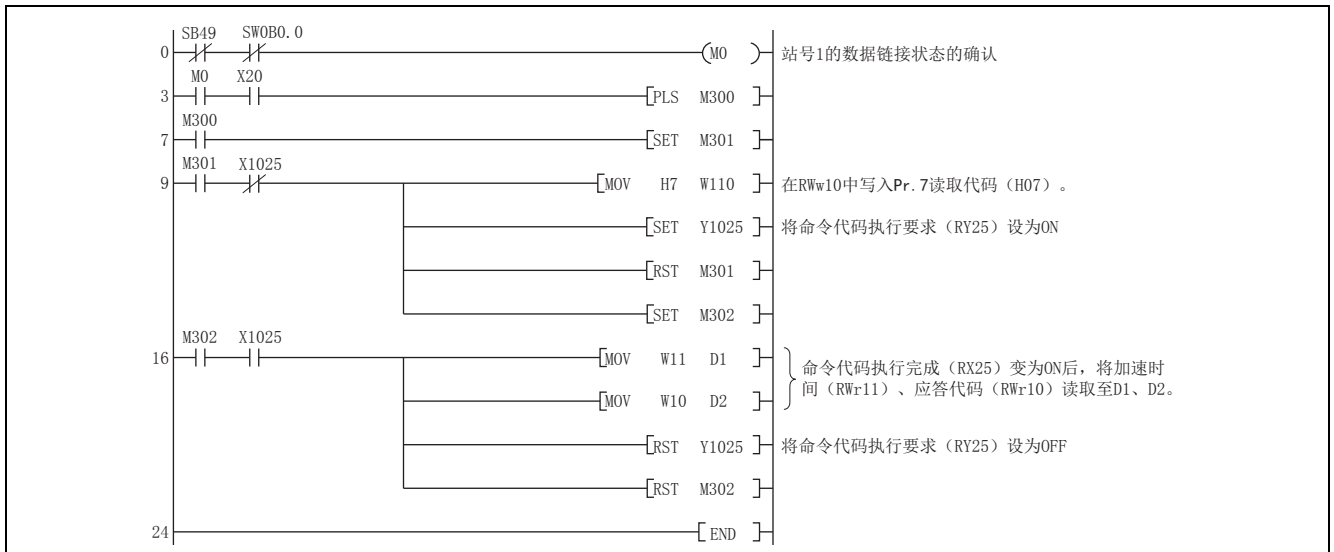 SB49 SW0B0.0
0 M0 站号1的数据链接状态的确认
M0 X20
3 PLS M300
M300
7 SET M301
M301 X1025
9 MOV H7 W110 在RWw10中写入Pr.7读取代码（H07）。
SET Y1025 将命令代码执行要求（RY25）设为ON
RST M301
SET M302
M302 X1025
16 MOV W11 D1
命令代码执行完成（RX25）变为ON后，将加速时
MOV W10 D2
间（RWr11）、应答代码（RWr10）读取至D1、D2。
RST Y1025 将命令代码执行要求（RY25）设为OFF
RST M302
24 END